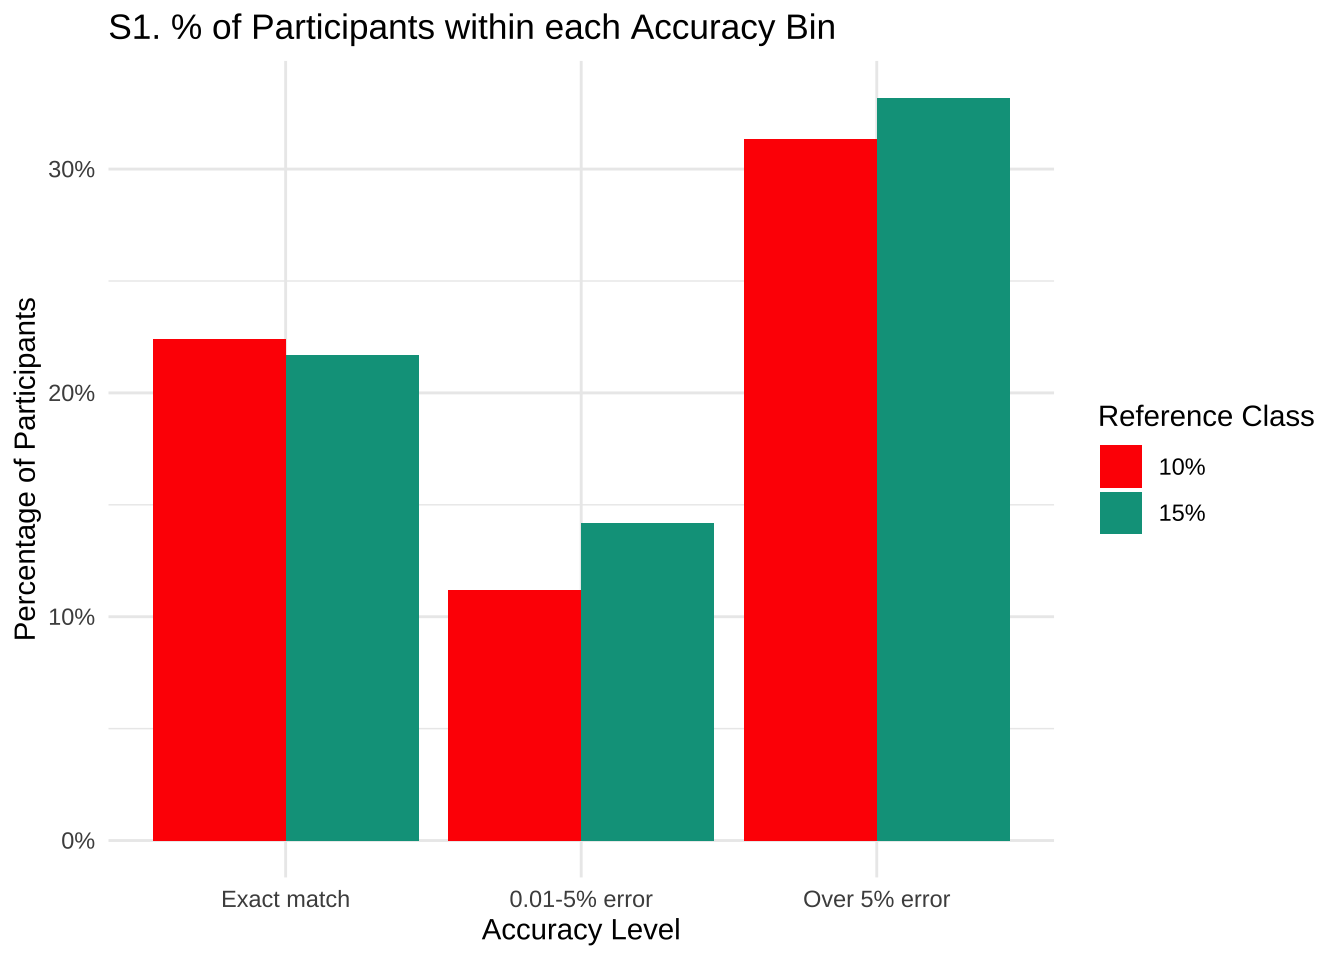 S1. % of Participants within each Accuracy Bin
Percentage of Participants
30%
20%
10%
0%
Exact match
0.01-5% error
Over 5% error
Accuracy Level
Reference Class
10%
15%